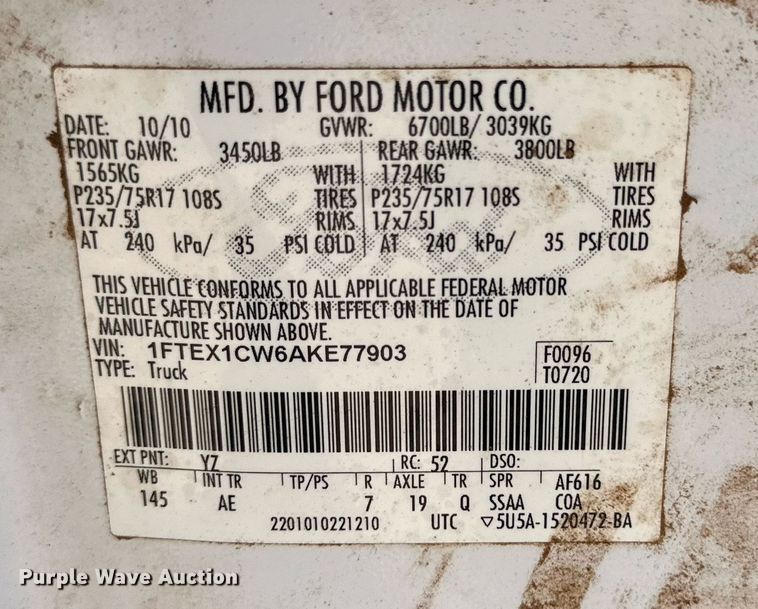 MFD. BY FORD MOTOR CO.
DATE: 10/10 GVWR: 6700LB/ 3039KG
FRONT GAWR: 3450LB REAR GAWR: 3800LB
1565KG WITH 1724KG WITH
P235/75R17 108S TIRES P235/75R17 108S TIRES
17x7.5J RIMS 17x7.5J RIMS
AT 240 kPa/ 35 PSI COLD AT 240 kPa/ 35 PSI COLD
THIS VEHICLE CONFORMS TO ALL APPLICABLE FEDERAL MOTOR
VEHICLE SAFETY STANDARDS IN EFFECT ON THE DATE OF
MANUFACTURE SHOWN ABOVE.
VIN: 1FTEX1CW6AKE77903 F0096
TYPE: Truck T0720
EXT PNT: YZ RC: 52 DSO:
WB INT TR TP/PS R AXLE TR SPR AF616
145 AE 7 19 Q SSAA COA
2201010221210 UTC ▽5U5A-1520472-BA
Purple Wave Auction